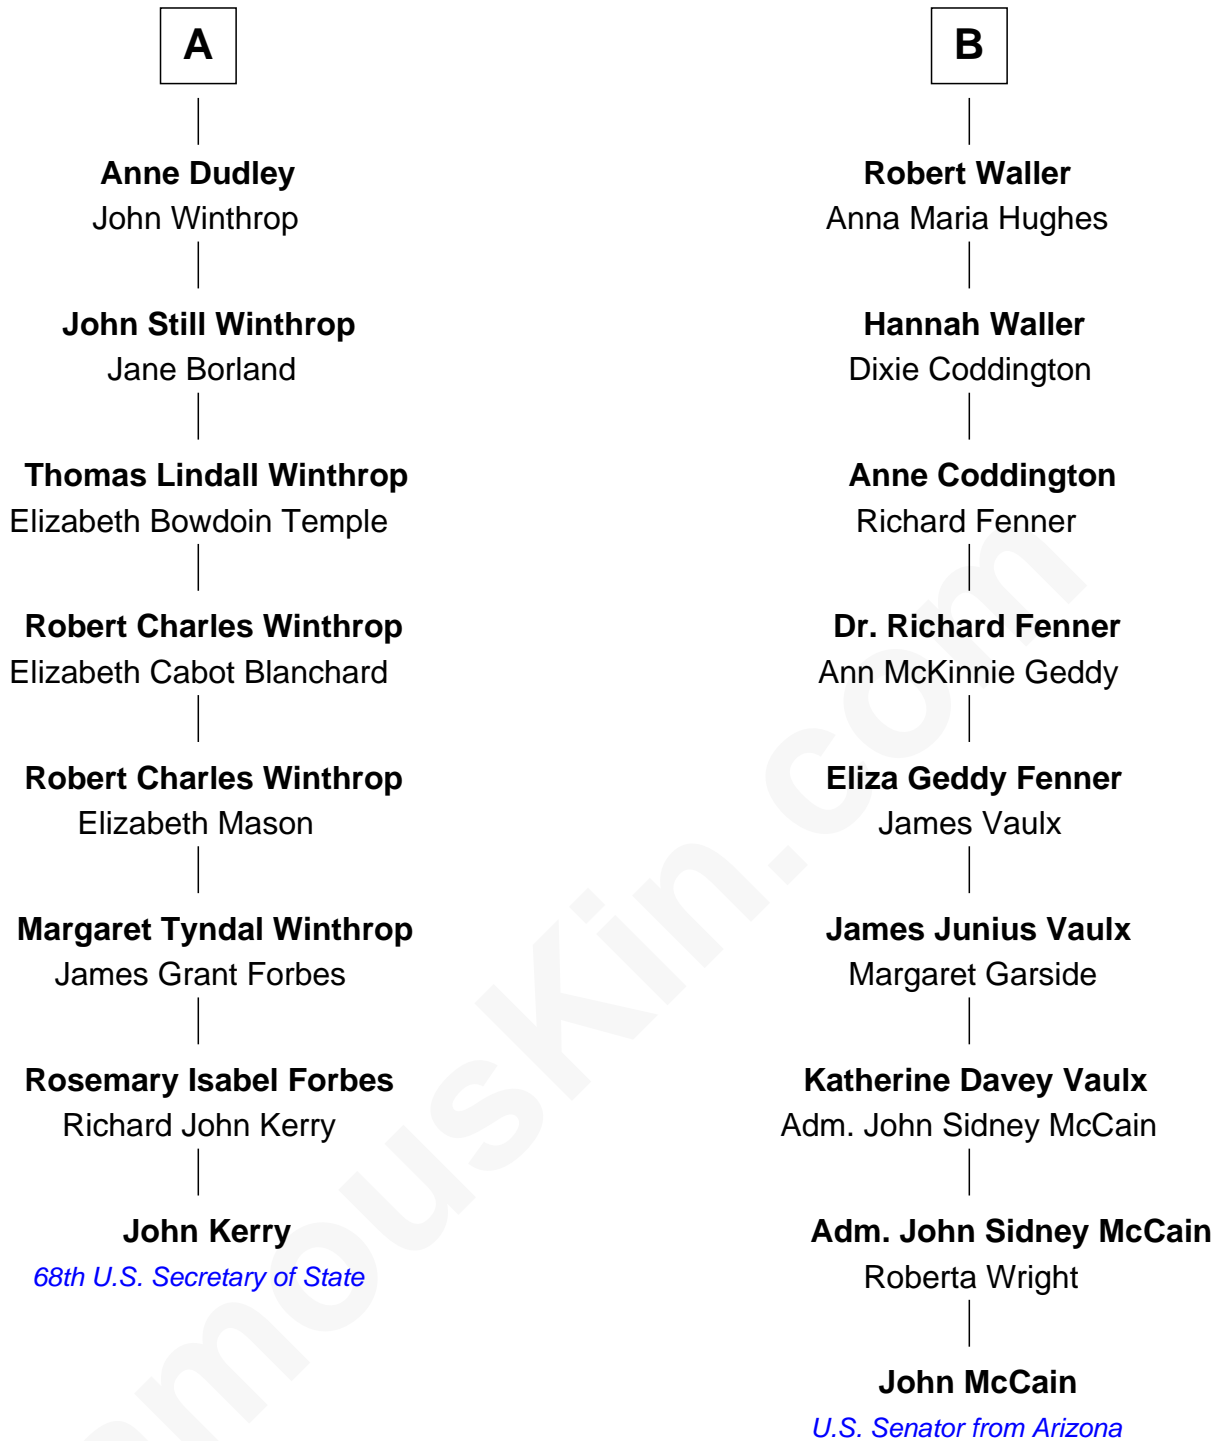 A
Anne Dudley
John Winthrop
John Still Winthrop
Jane Borland
Thomas Lindall Winthrop
Elizabeth Bowdoin Temple
Robert Charles Winthrop
Elizabeth Cabot Blanchard
Robert Charles Winthrop
Elizabeth Mason
Margaret Tyndal Winthrop
James Grant Forbes
Rosemary Isabel Forbes
Richard John Kerry
John Kerry
68th U.S. Secretary of State
B
Robert Waller
Anna Maria Hughes
Hannah Waller
Dixie Coddington
Anne Coddington
Richard Fenner
Dr. Richard Fenner
Ann McKinnie Geddy
Eliza Geddy Fenner
James Vaulx
James Junius Vaulx
Margaret Garside
Katherine Davey Vaulx
Adm. John Sidney McCain
Adm. John Sidney McCain
Roberta Wright
John McCain
U.S. Senator from Arizona
amouskin.com